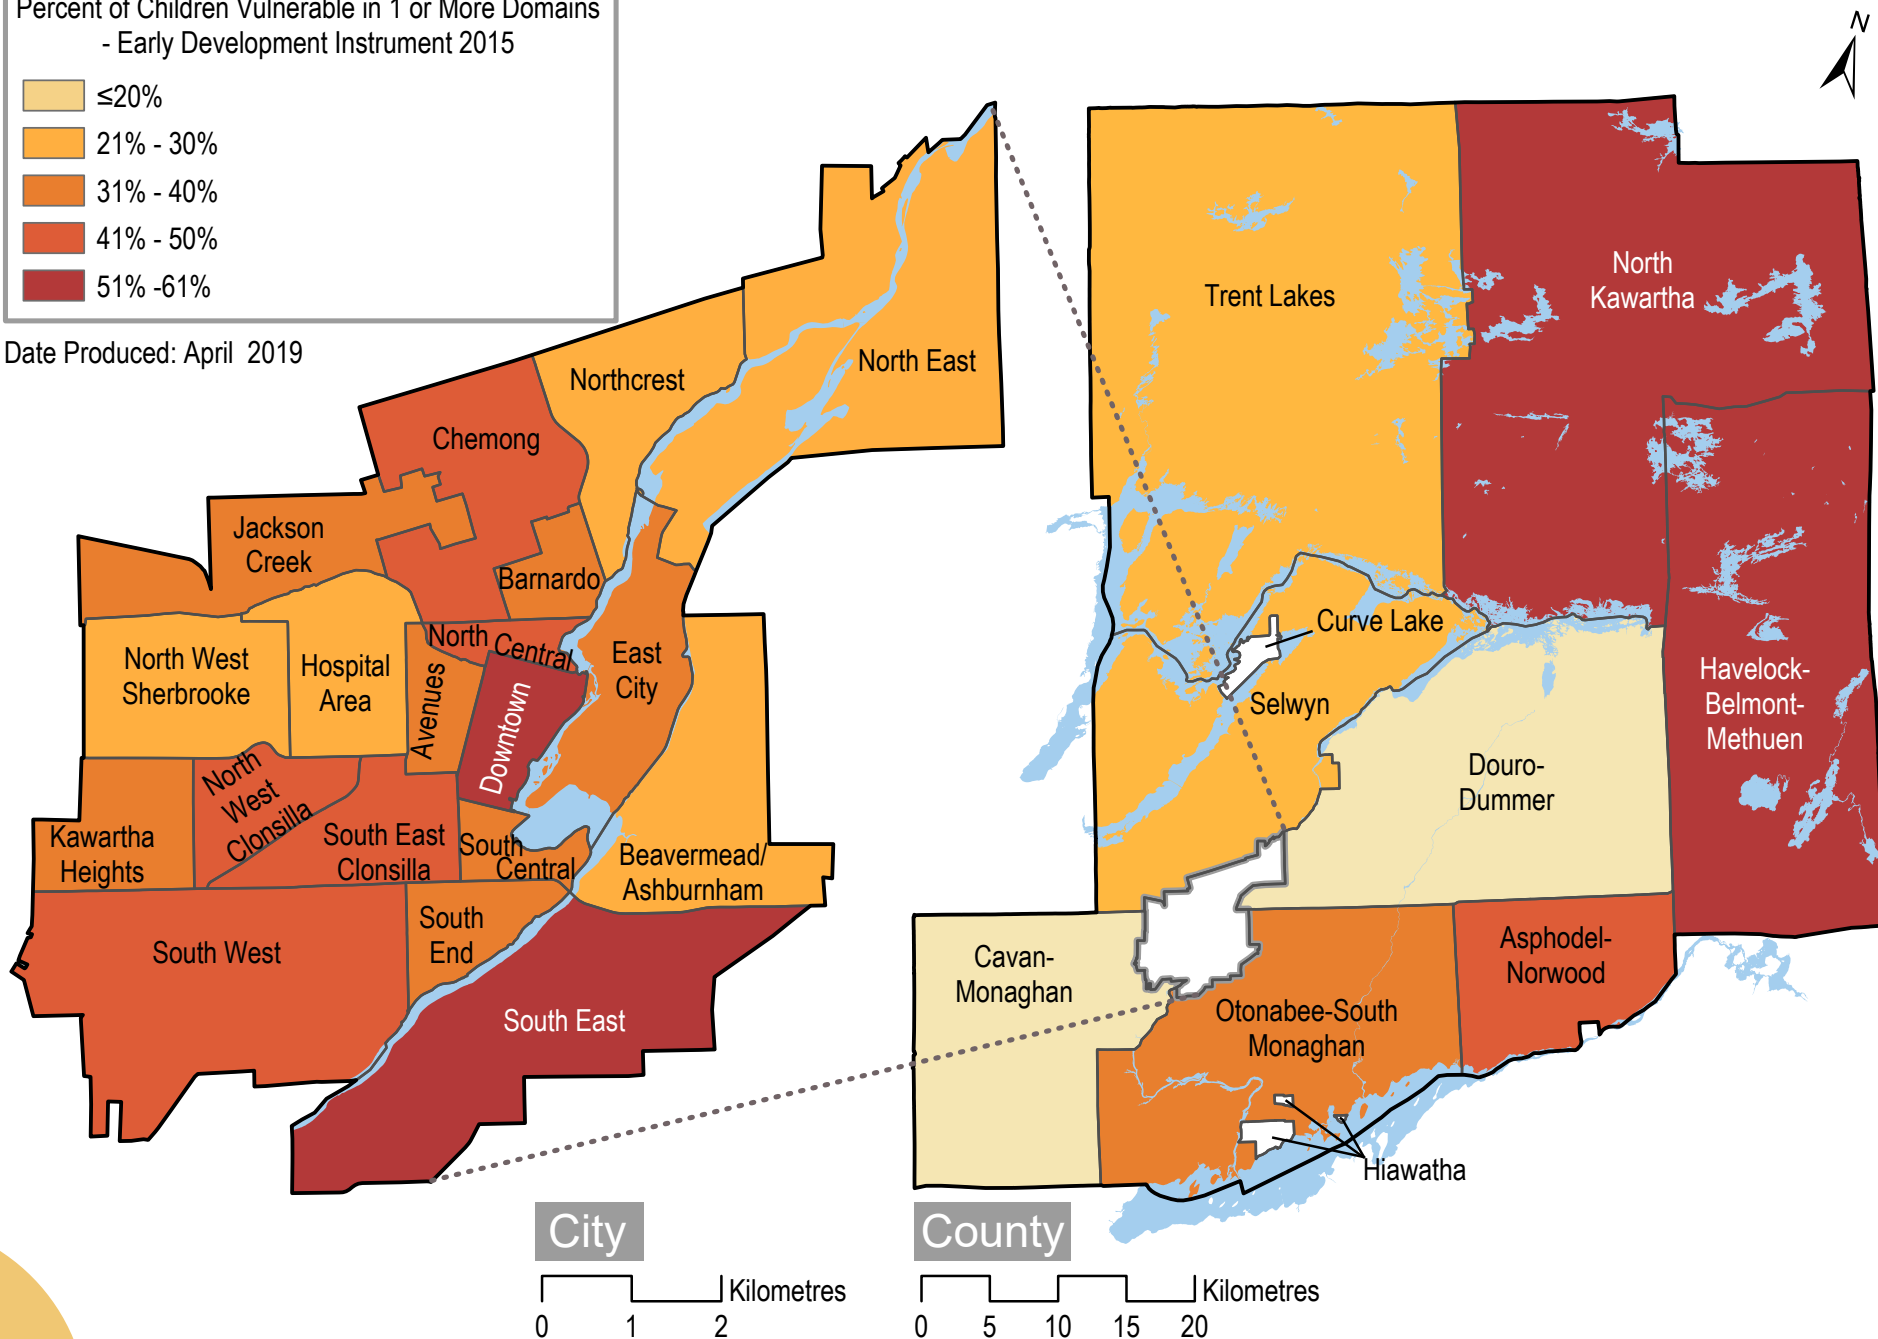 Percent of Children Vulnerable in 1 or More Domains
- Early Development Instrument 2015
≤20%
21% - 30%
31% - 40%
41% - 50%
51% -61%
Date Produced: April 2019
N
North East
Northcrest
Chemong
Jackson
Creek
Barnardo
North Central
North West
Sherbrooke
Hospital
Area
Avenues
Downtown
East
City
North
West
Clonsilla
Kawartha
Heights
South East
Clonsilla
South
Central
Beavermead/
Ashburnham
South West
South
End
South East
Trent Lakes
North
Kawartha
Curve Lake
Selwyn
Havelock-
Belmont-
Methuen
Douro-
Dummer
Cavan-
Monaghan
Asphodel-
Norwood
Otonabee-South
Monaghan
Hiawatha
City
Kilometres
0 1 2
County
Kilometres
0 5 10 15 20